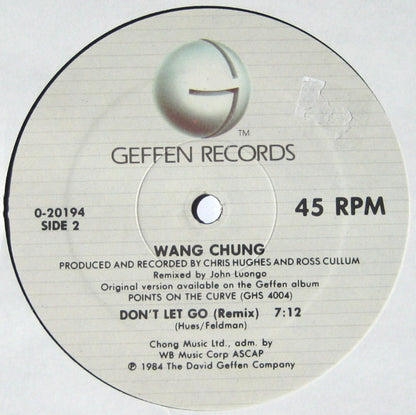 G
TM
GEFFEN RECORDS
0-20194
SIDE 2
45 RPM
WANG CHUNG
PRODUCED AND RECORDED BY CHRIS HUGHES AND ROSS CULLUM
Remixed by John Luongo
Original version available on the Geffen album
POINTS ON THE CURVE (GHS 4004)
DON'T LET GO (Remix) 7:12
(Hues/Feldman)
Chong Music Ltd., adm. by
WB Music Corp ASCAP
℗ 1984 The David Geffen Company